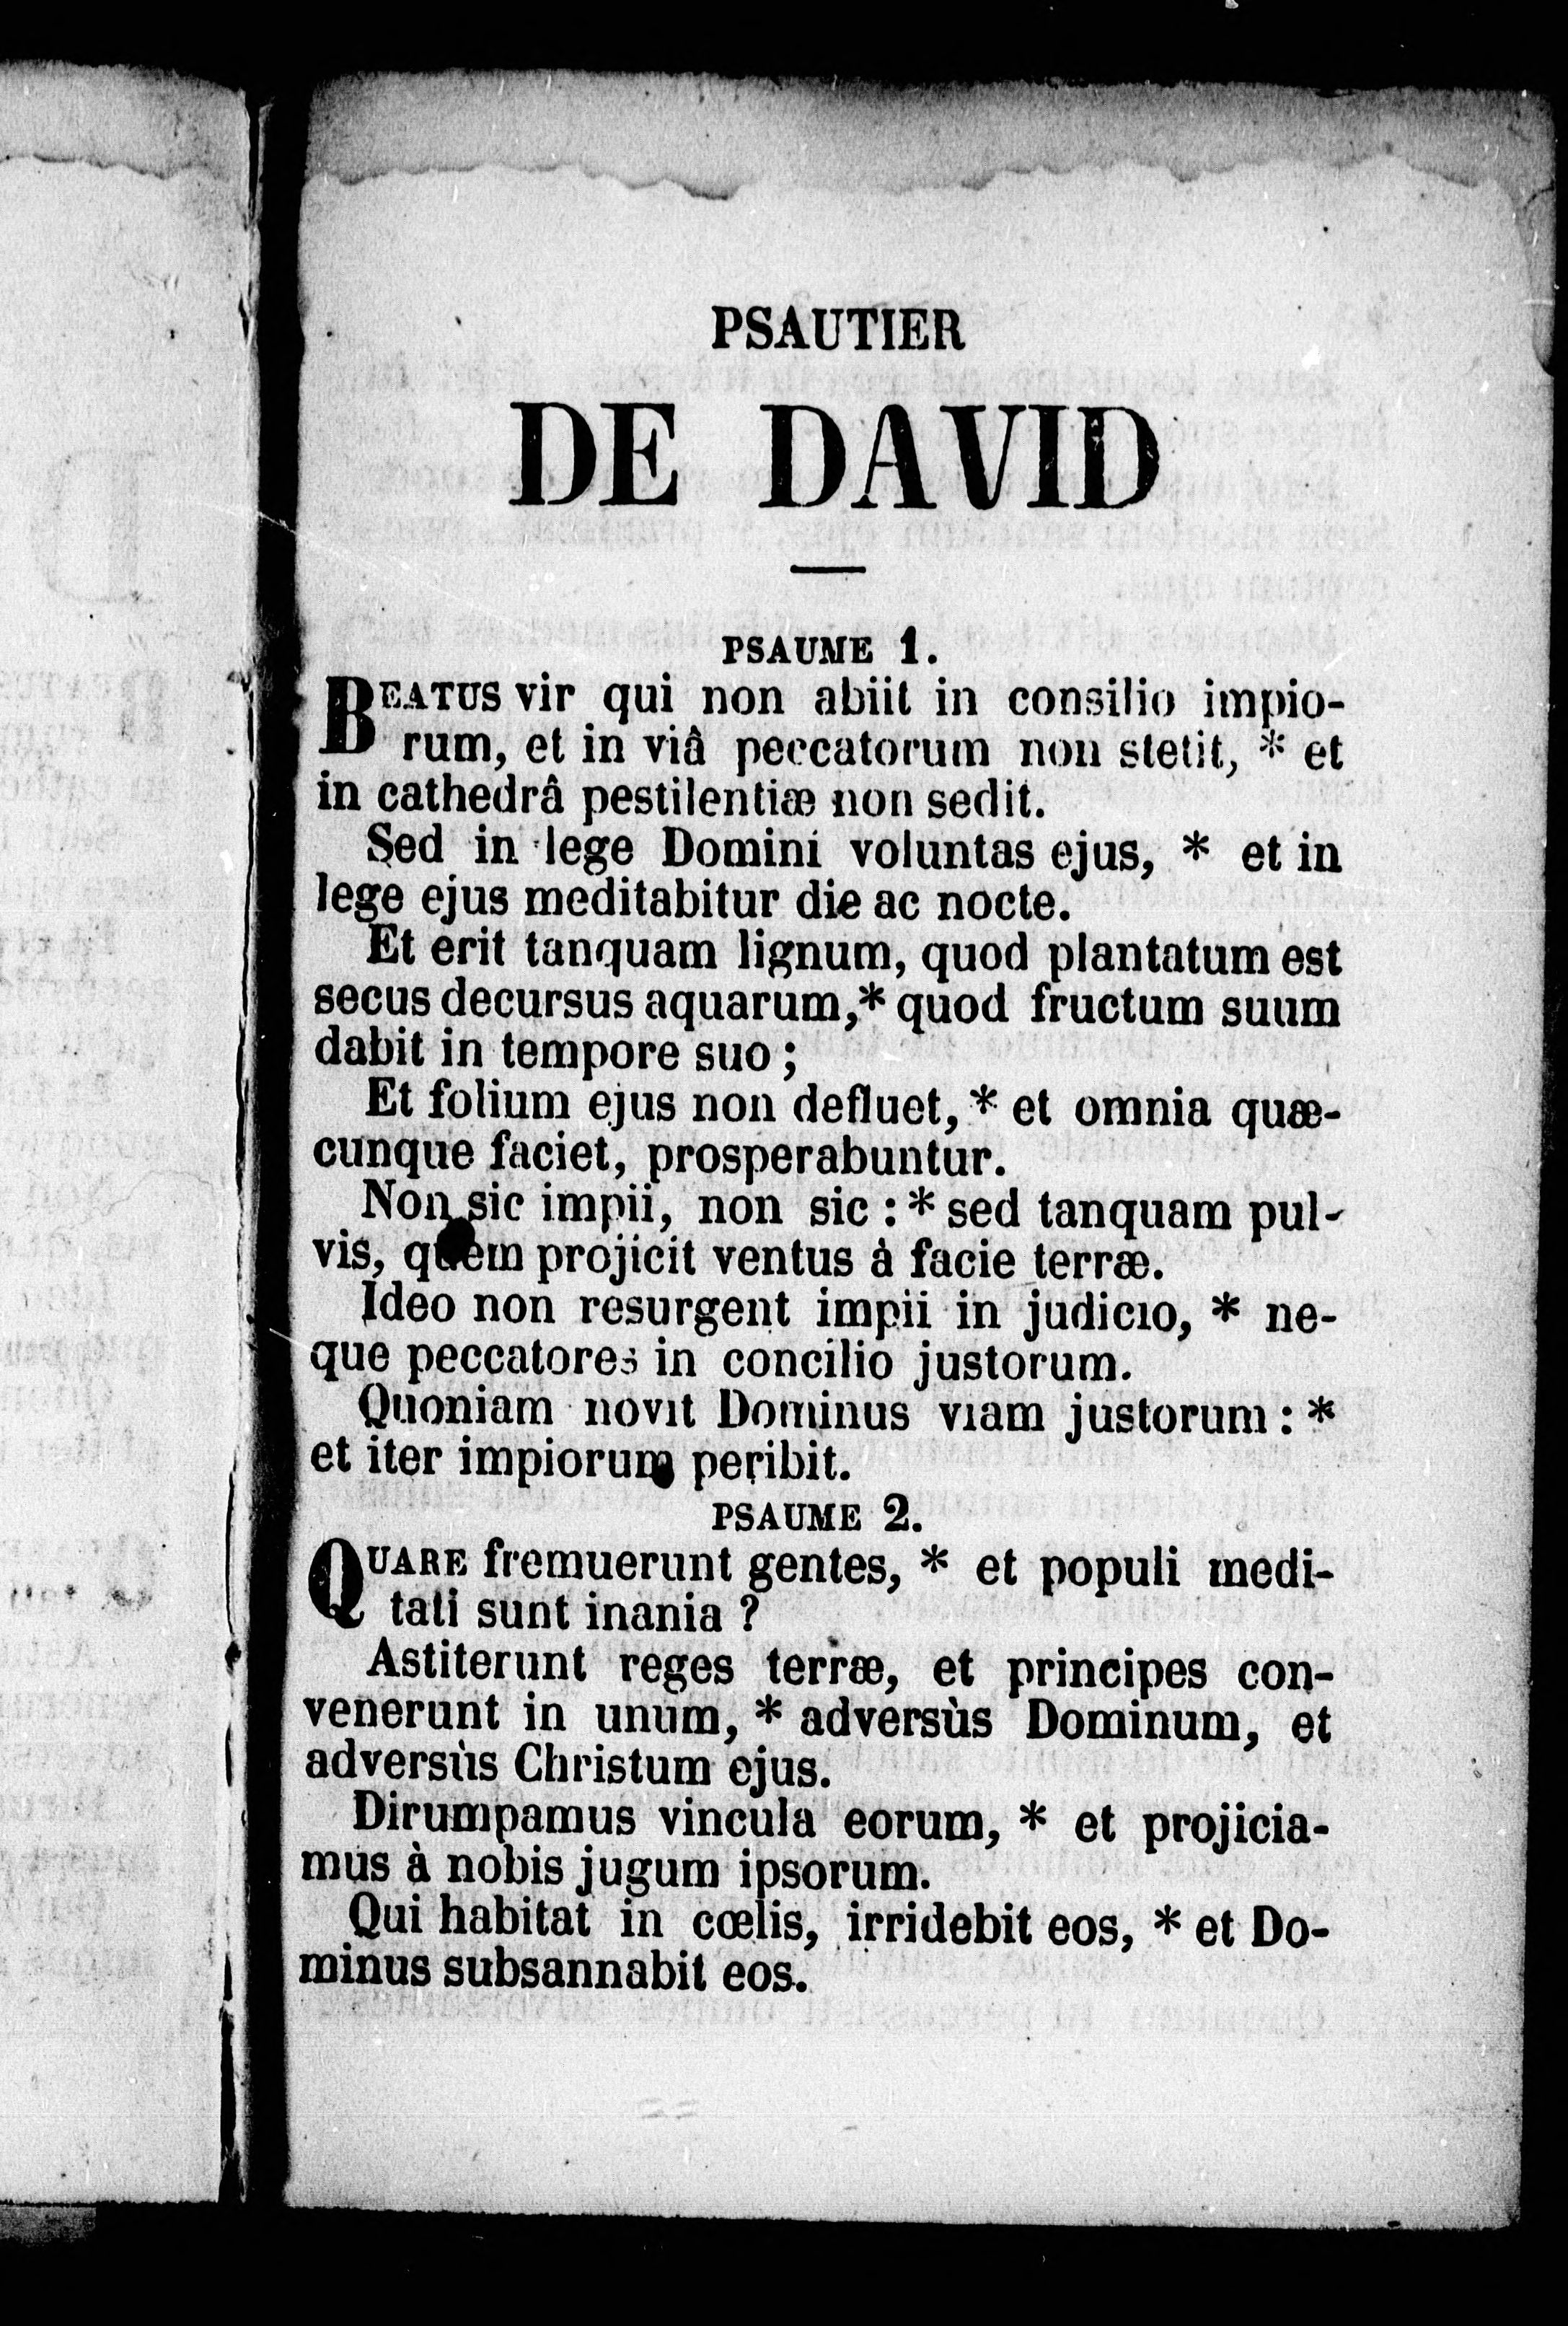 PSAUTIER
DE DAVID
PSAUME 1.
BEATUS vir qui non abiit in consilio impio-
rum, et in viâ peccatorum non stetit, * et
in cathedrâ pestilentiæ non sedit.
Sed in lege Domini voluntas ejus, * et in
lege ejus meditabitur die ac nocte.
Et erit tanquam lignum, quod plantatum est
secus decursus aquarum,* quod fructum suum
dabit in tempore suo ;
Et folium ejus non defluet, * et omnia quæ-
cunque faciet, prosperabuntur.
Non sic impii, non sic : * sed tanquam pul-
vis, quem projicit ventus à facie terræ.
Ideo non resurgent impii in judicio, * ne-
que peccatores in concilio justorum.
Quoniam novit Dominus viam justorum : *
et iter impiorum peribit.
PSAUME 2.
QUARE fremuerunt gentes, * et populi medi-
tati sunt inania ?
Astiterunt reges terræ, et principes con-
venerunt in unum, * adversùs Dominum, et
adversùs Christum ejus.
Dirumpamus vincula eorum, * et projicia-
mus à nobis jugum ipsorum.
Qui habitat in cœlis, irridebit eos, * et Do-
minus subsannabit eos.